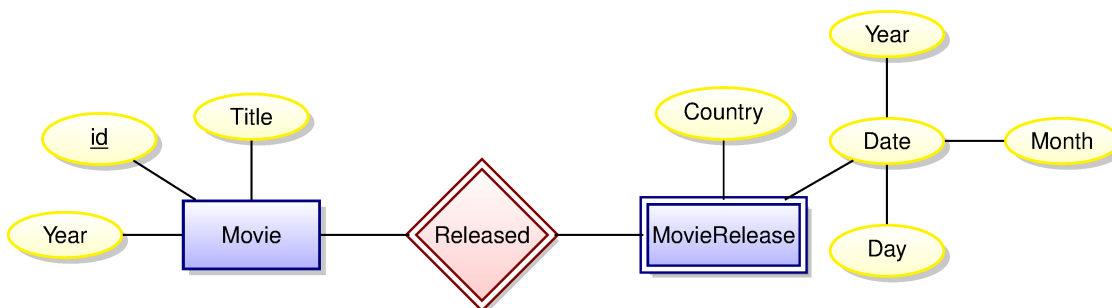 Year
Country
Title
id
Date
Month
Year
Movie
Released
MovieRelease
Day